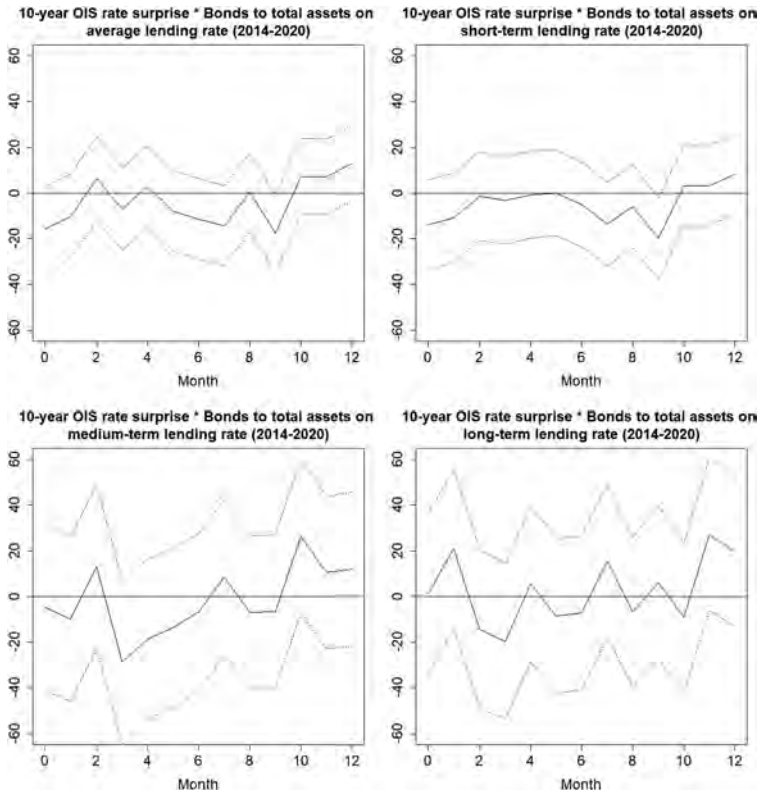 10-year OIS rate surprise * Bonds to total assets on
average lending rate (2014-2020)
60
40
20
0
-20
-40
-60
0 2 4 6 8 10 12
Month
10-year OIS rate surprise * Bonds to total assets on
short-term lending rate (2014-2020)
60
40
20
0
-20
-40
-60
0 2 4 6 8 10 12
Month
10-year OIS rate surprise * Bonds to total assets on
medium-term lending rate (2014-2020)
60
40
20
0
-20
-40
-60
0 2 4 6 8 10 12
Month
10-year OIS rate surprise * Bonds to total assets on
long-term lending rate (2014-2020)
60
40
20
0
-20
-40
-60
0 2 4 6 8 10 12
Month